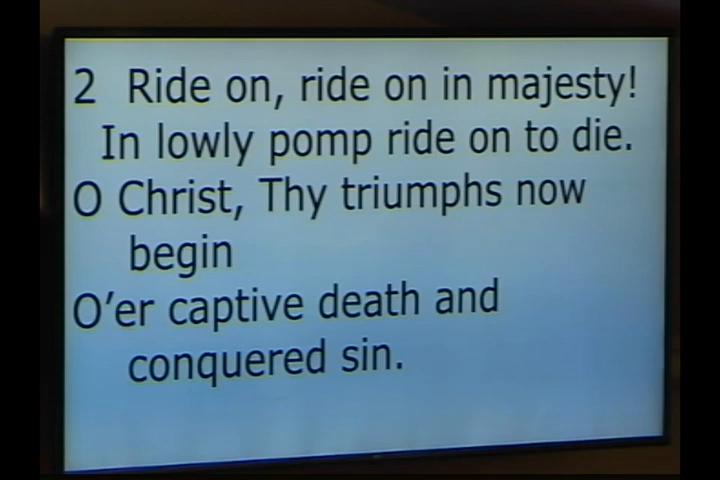 2 Ride on, ride on in majesty!
In lowly pomp ride on to die.
O Christ, Thy triumphs now
begin
O'er captive death and
conquered sin.